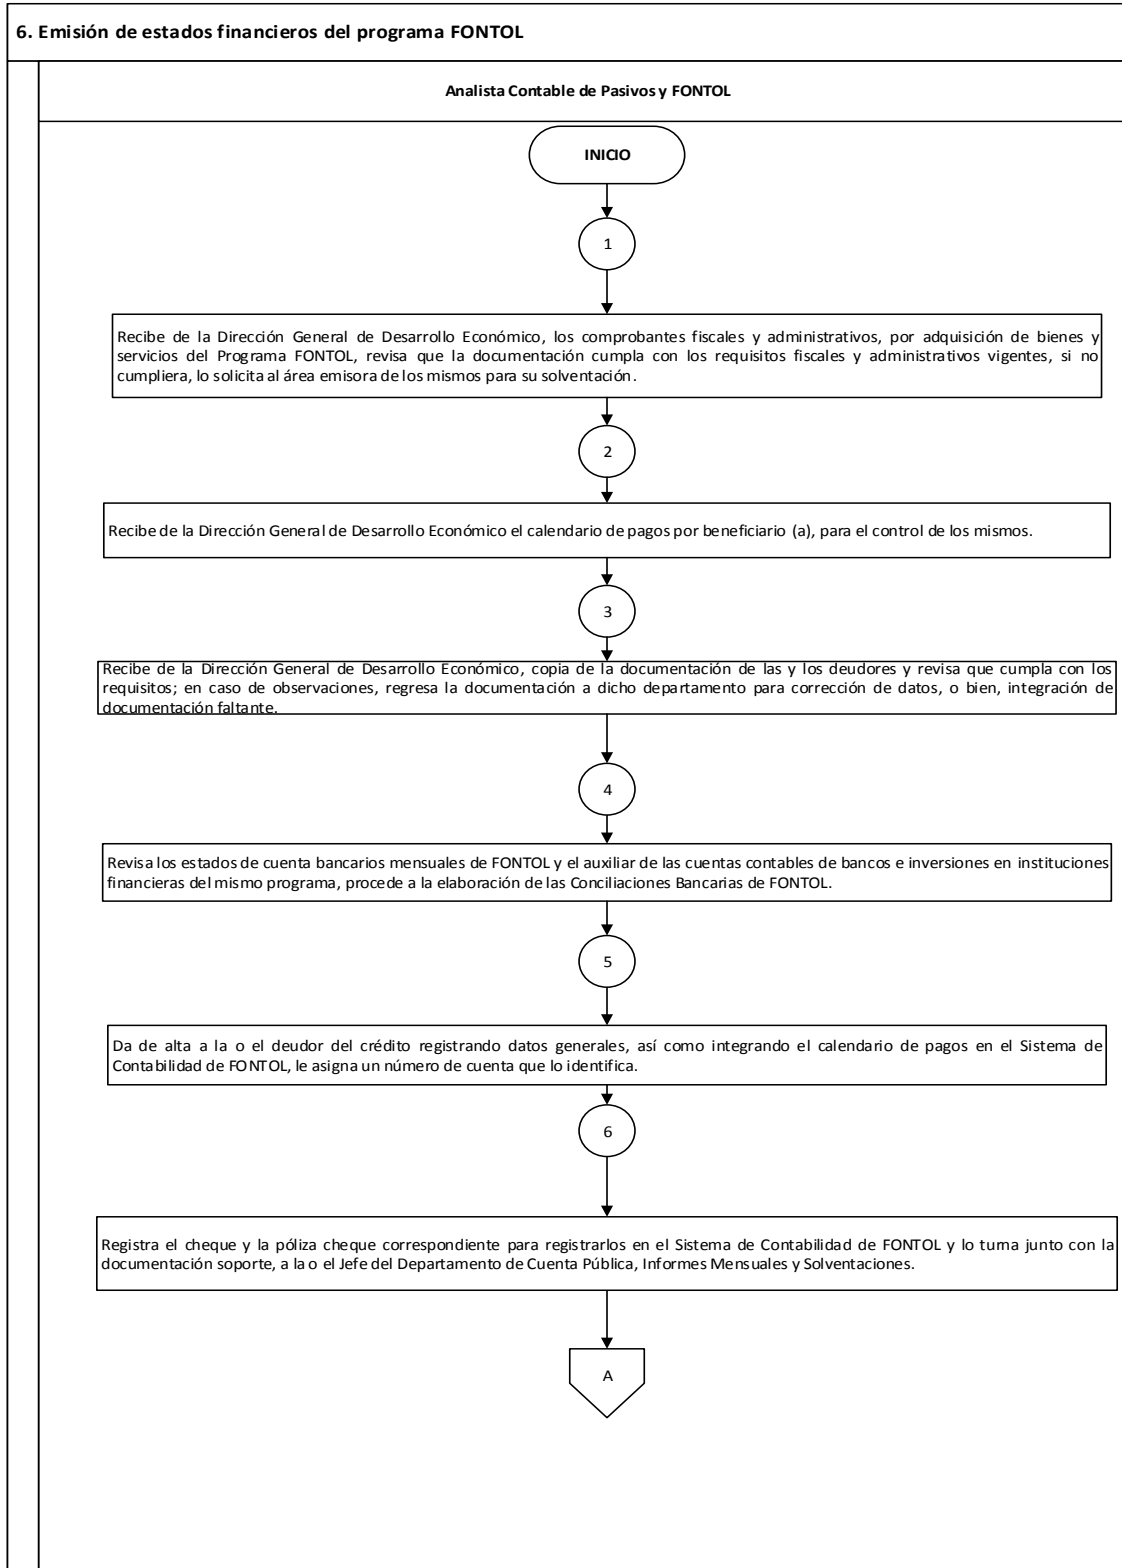 6. Emisión de estados financieros del programa FONTOL
Analista Contable de Pasivos y FONTOL
INICIO
1
Recibe de la Dirección General de Desarrollo Económico, los comprobantes fiscales y administrativos, por adquisición de bienes y
servicios del Programa FONTOL, revisa que la documentación cumpla con los requisitos fiscales y administrativos vigentes, si no
cumpliera, lo solicita al área emisora de los mismos para su solventación.
2
Recibe de la Dirección General de Desarrollo Económico el calendario de pagos por beneficiario (a), para el control de los mismos.
3
Recibe de la Dirección General de Desarrollo Económico, copia de la documentación de las y los deudores y revisa que cumpla con los
requisitos; en caso de observaciones, regresa la documentación a dicho departamento para corrección de datos, o bien, integración de
documentación faltante.
4
Revisa los estados de cuenta bancarios mensuales de FONTOL y el auxiliar de las cuentas contables de bancos e inversiones en instituciones
financieras del mismo programa, procede a la elaboración de las Conciliaciones Bancarias de FONTOL.
5
Da de alta a la o el deudor del crédito registrando datos generales, así como integrando el calendario de pagos en el Sistema de
Contabilidad de FONTOL, le asigna un número de cuenta que lo identifica.
6
Registra el cheque y la póliza cheque correspondiente para registrarlos en el Sistema de Contabilidad de FONTOL y lo turna junto con la
documentación soporte, a la o el Jefe del Departamento de Cuenta Pública, Informes Mensuales y Solventaciones.
A